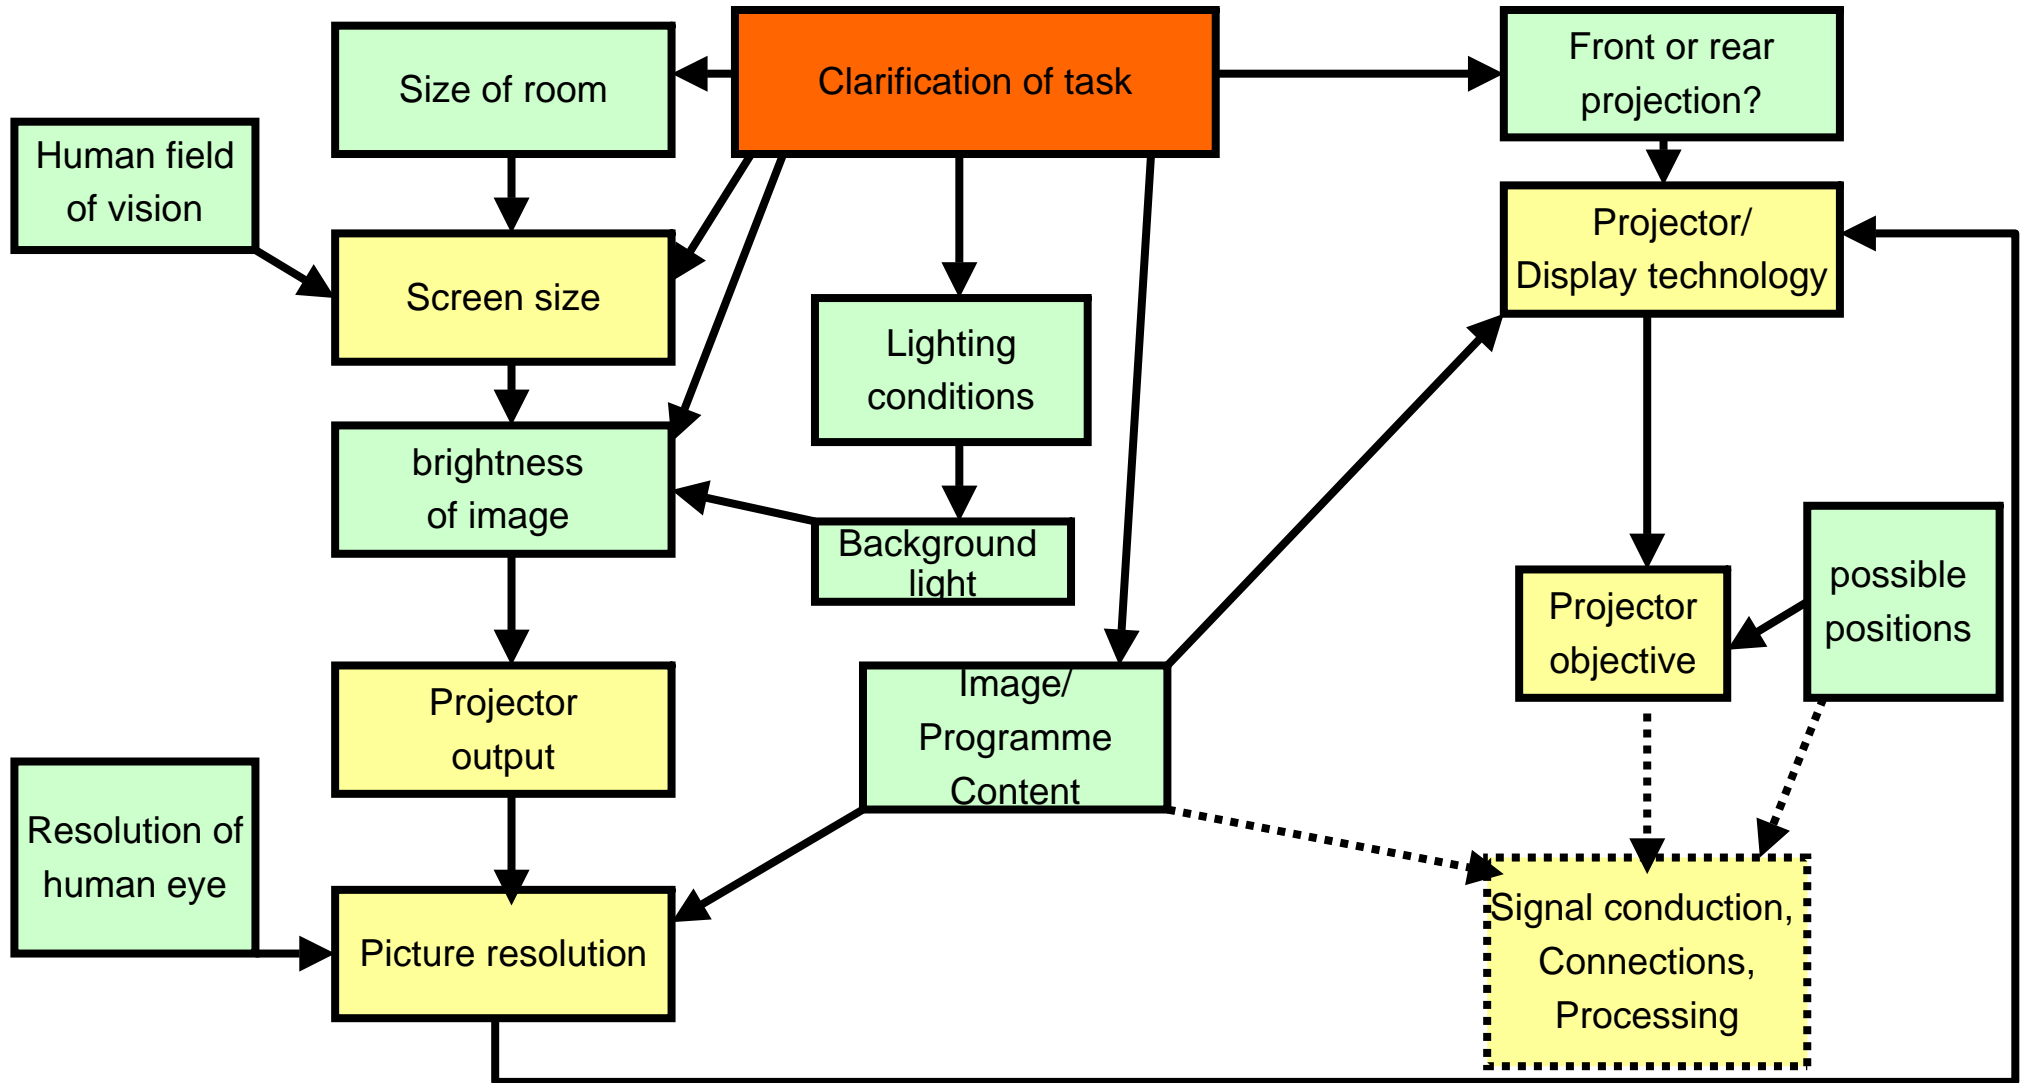 Size of room
Clarification of task
Front or rear
projection?
Human field
of vision
Screen size
Lighting
conditions
Projector/
Display technology
brightness
of image
Background
light
Projector
objective
possible
positions
Projector
output
Image/
Programme
Content
Resolution of
human eye
Picture resolution
Signal conduction,
Connections,
Processing